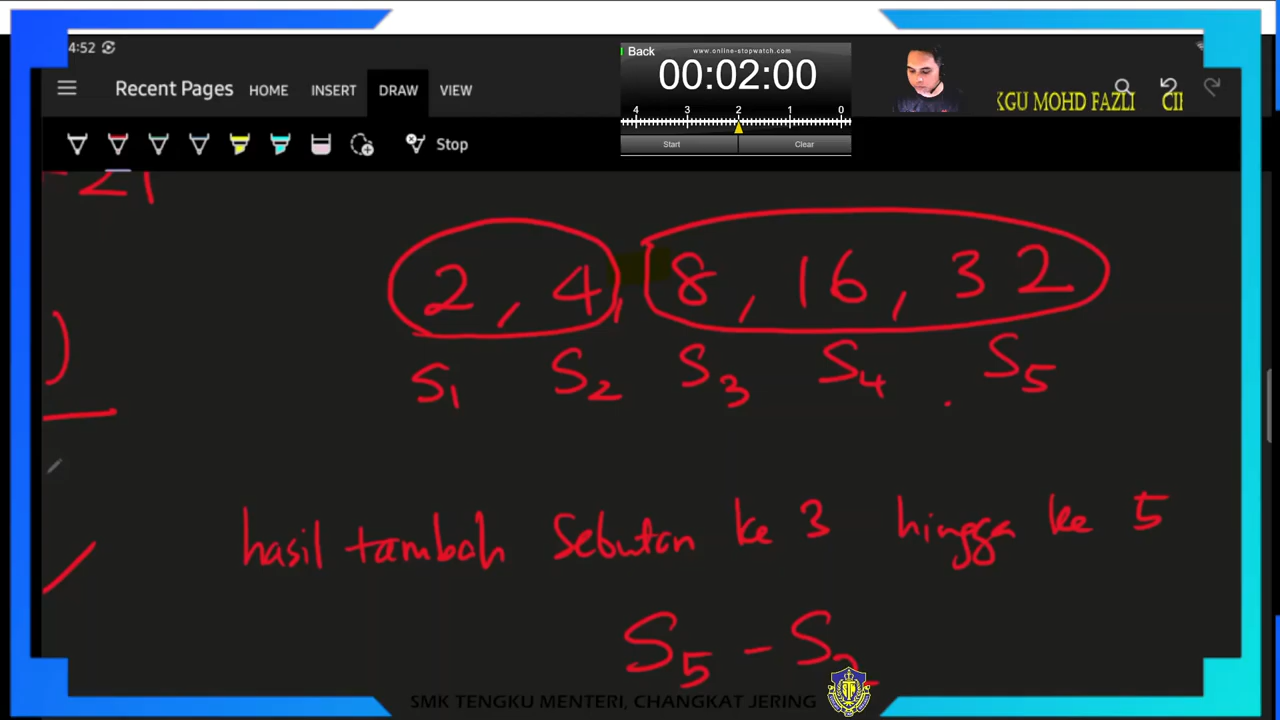 4:52
Recent Pages HOME INSERT DRAW VIEW
Stop
Back
www.online-stopwatch.com
00:02:00
4 3 2 1 0
Start Clear
KGU MOHD FAZLI
21
2, 4, 8, 16, 32
S1 S2 S3 S4 S5
)
hasil tambah Sebutan ke 3 hingga ke 5
S5 - S2
SMK TENGKU MENTERI, CHANGKAT JERING